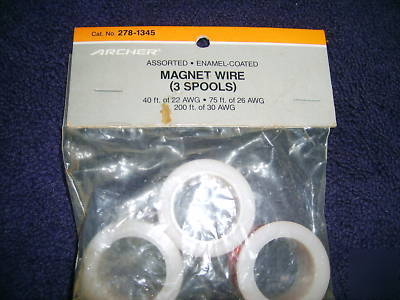 Cat. No. 278-1345
ARCHER®
ASSORTED • ENAMEL-COATED
MAGNET WIRE
(3 SPOOLS)
40 ft. of 22 AWG • 75 ft. of 26 AWG
200 ft. of 30 AWG